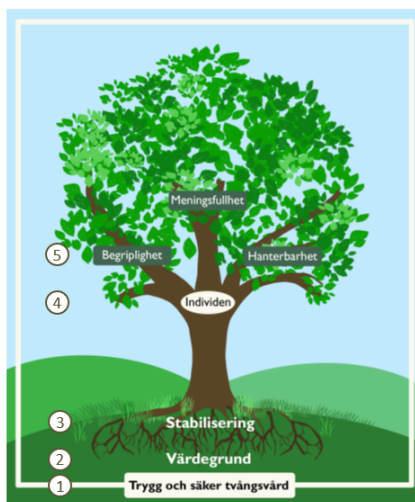 Meningsfullhet
5
Begriplighet
Hanterbarhet
4
Individen
3
Stabilisering
2
Värdegrund
1
Trygg och säker tvångsvård